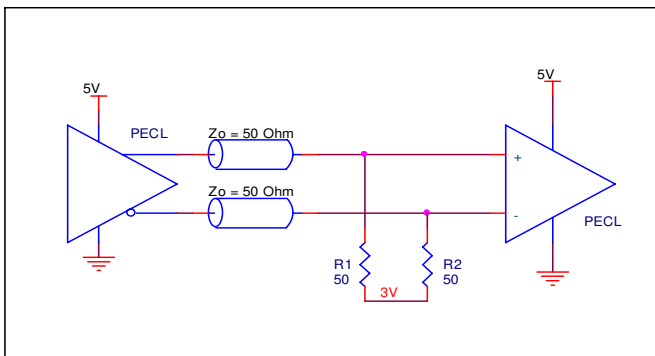 5V
5V
PECL
Zo = 50 Ohm
+
Zo = 50 Ohm
-
PECL
R1
50
R2
50
3V